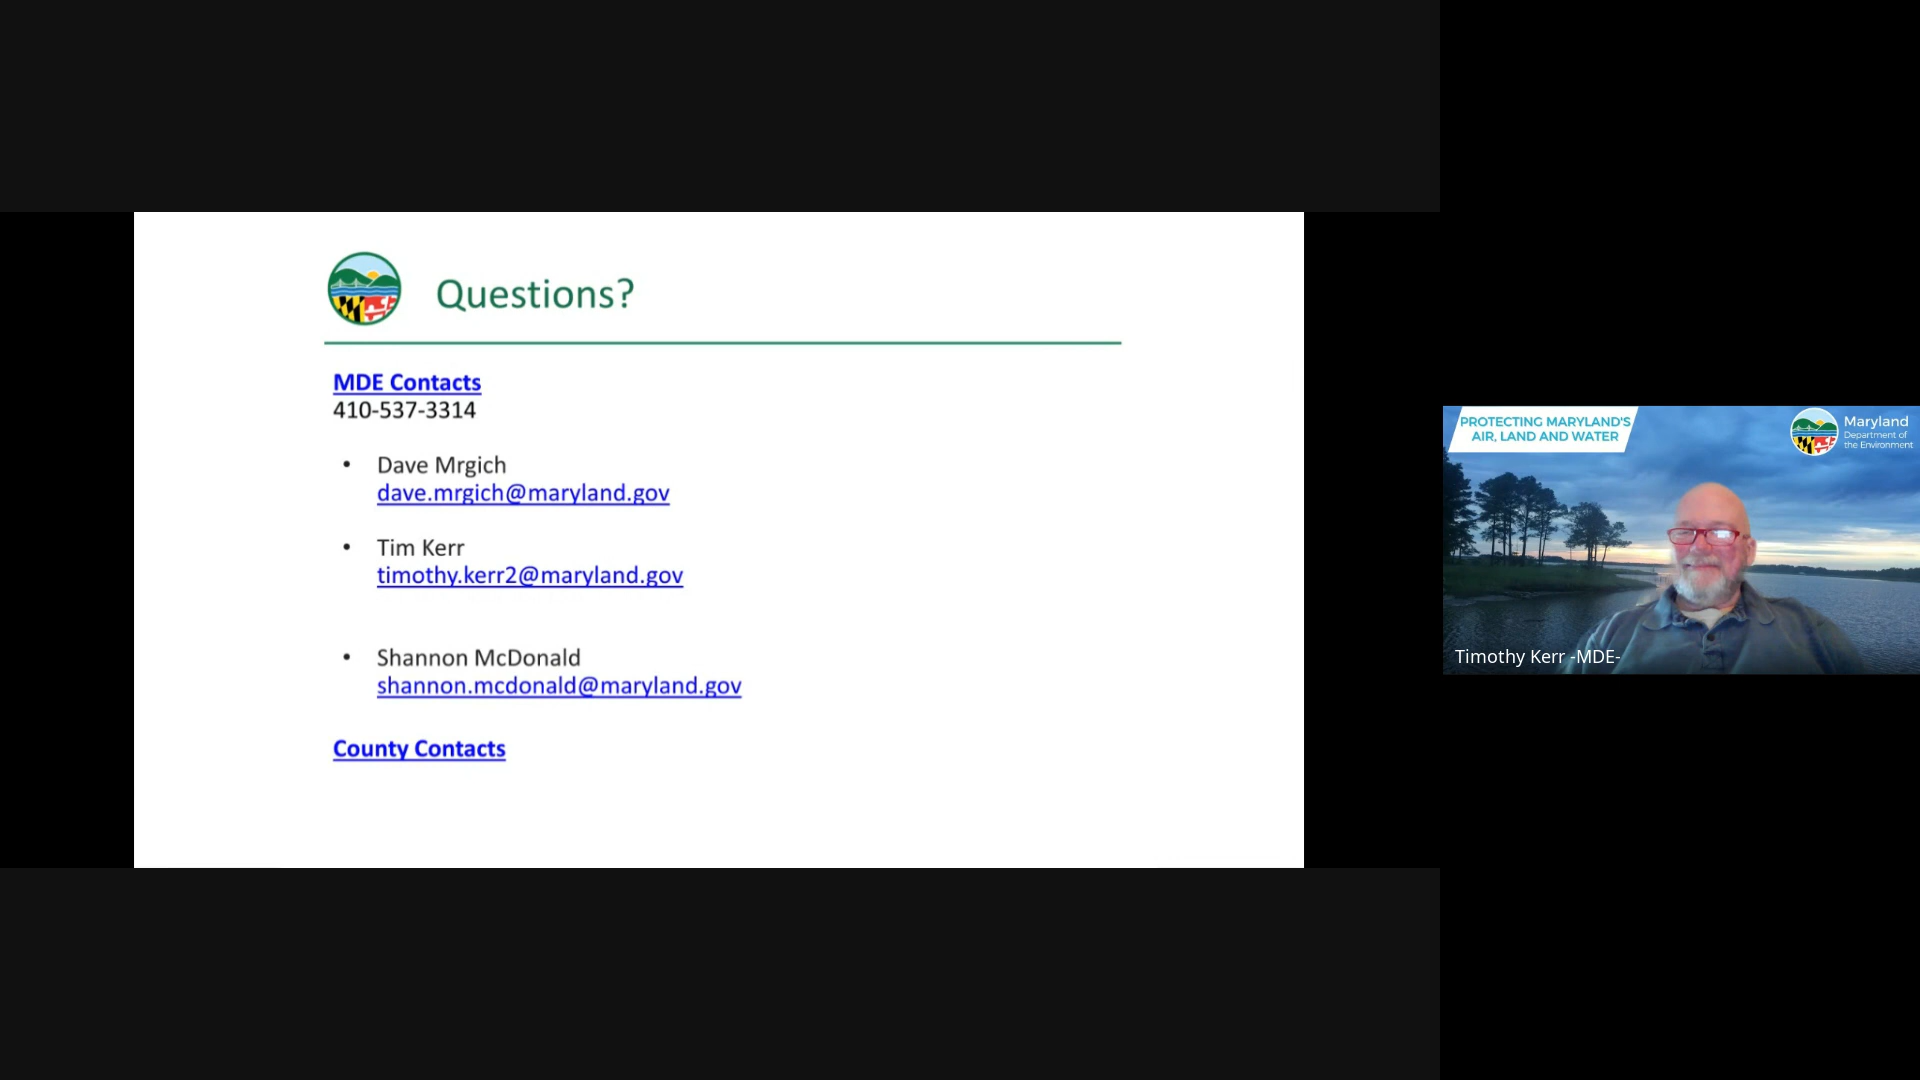 Questions?
MDE Contacts
410-537-3314
• Dave Mrgich
dave.mrgich@maryland.gov
• Tim Kerr
timothy.kerr2@maryland.gov
• Shannon McDonald
shannon.mcdonald@maryland.gov
County Contacts
PROTECTING MARYLAND'S
AIR, LAND AND WATER
Maryland
Department of
the Environment
Timothy Kerr -MDE-